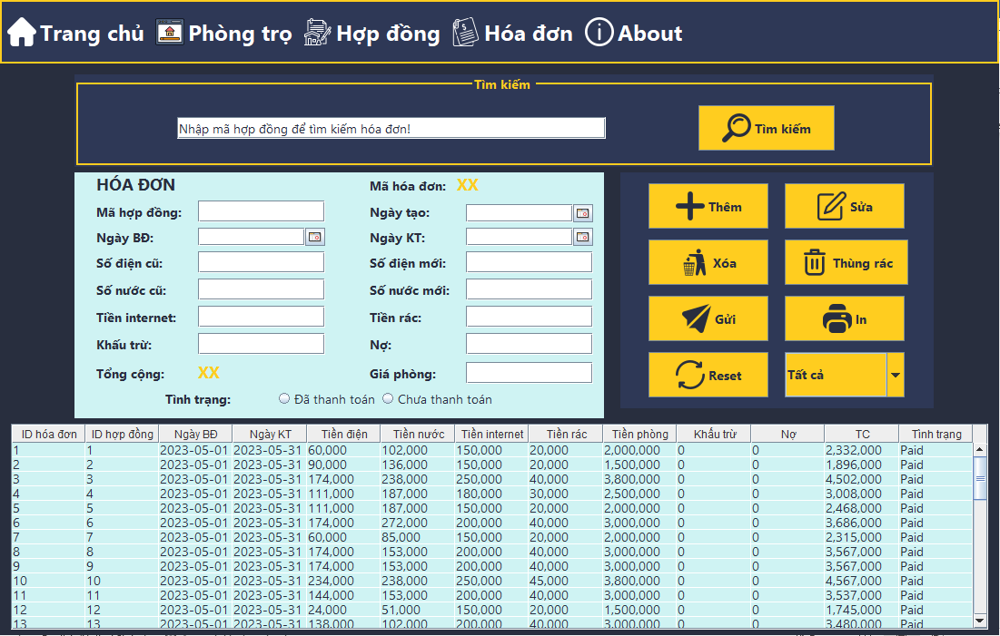 Trang chủ Phòng trọ Hợp đồng Hóa đơn About
Tìm kiếm
Nhập mã hợp đồng để tìm kiếm hóa đơn! Tìm kiếm
HÓA ĐƠN Mã hóa đơn: XX
Mã hợp đồng: Ngày tạo:
Ngày BĐ: Ngày KT:
Số điện cũ: Số điện mới:
Số nước cũ: Số nước mới:
Tiền internet: Tiền rác:
Khấu trừ: Nợ:
Tổng cộng: XX Giá phòng:
Tình trạng: Đã thanh toán Chưa thanh toán
Thêm Sửa
Xóa Thùng rác
Gửi In
Reset Tất cả
ID hóa đơn ID hợp đồng Ngày BĐ Ngày KT Tiền điện Tiền nước Tiền internet Tiền rác Tiền phòng Khấu trừ Nợ TC Tình trạng
1 1 2023-05-01 2023-05-31 60,000 102,000 150,000 20,000 2,000,000 0 0 2,332,000 Paid
2 2 2023-05-01 2023-05-31 90,000 136,000 150,000 20,000 1,500,000 0 0 1,896,000 Paid
3 3 2023-05-01 2023-05-31 174,000 238,000 250,000 40,000 3,800,000 0 0 4,502,000 Paid
4 4 2023-05-01 2023-05-31 111,000 187,000 180,000 30,000 2,500,000 0 0 3,008,000 Paid
5 5 2023-05-01 2023-05-31 111,000 187,000 150,000 20,000 2,000,000 0 0 2,468,000 Paid
6 6 2023-05-01 2023-05-31 174,000 272,000 200,000 40,000 3,000,000 0 0 3,686,000 Paid
7 7 2023-05-01 2023-05-31 60,000 85,000 150,000 20,000 2,000,000 0 0 2,315,000 Paid
8 8 2023-05-01 2023-05-31 174,000 153,000 200,000 40,000 3,000,000 0 0 3,567,000 Paid
9 9 2023-05-01 2023-05-31 174,000 153,000 200,000 40,000 3,000,000 0 0 3,567,000 Paid
10 10 2023-05-01 2023-05-31 234,000 238,000 250,000 45,000 3,800,000 0 0 4,567,000 Paid
11 11 2023-05-01 2023-05-31 144,000 153,000 200,000 40,000 3,000,000 0 0 3,537,000 Paid
12 12 2023-05-01 2023-05-31 24,000 51,000 150,000 20,000 1,500,000 0 0 1,745,000 Paid
13 13 2023-05-01 2023-05-31 138,000 102,000 200,000 40,000 3,000,000 0 0 3,480,000 Paid